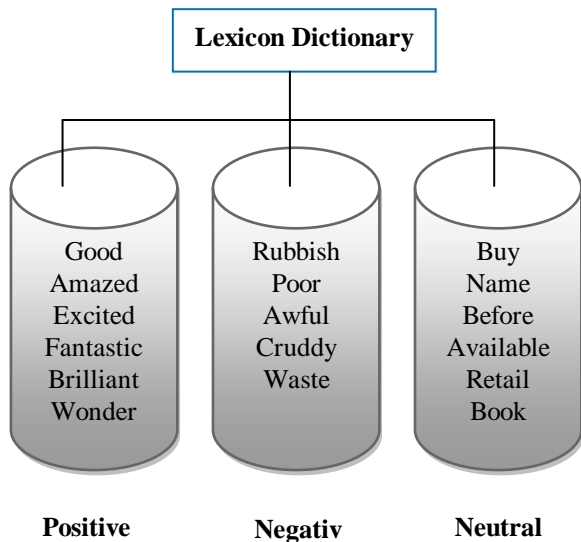 Lexicon Dictionary
Good
Amazed
Excited
Fantastic
Brilliant
Wonder
Rubbish
Poor
Awful
Cruddy
Waste
Buy
Name
Before
Available
Retail
Book
Positive
Negativ
Neutral